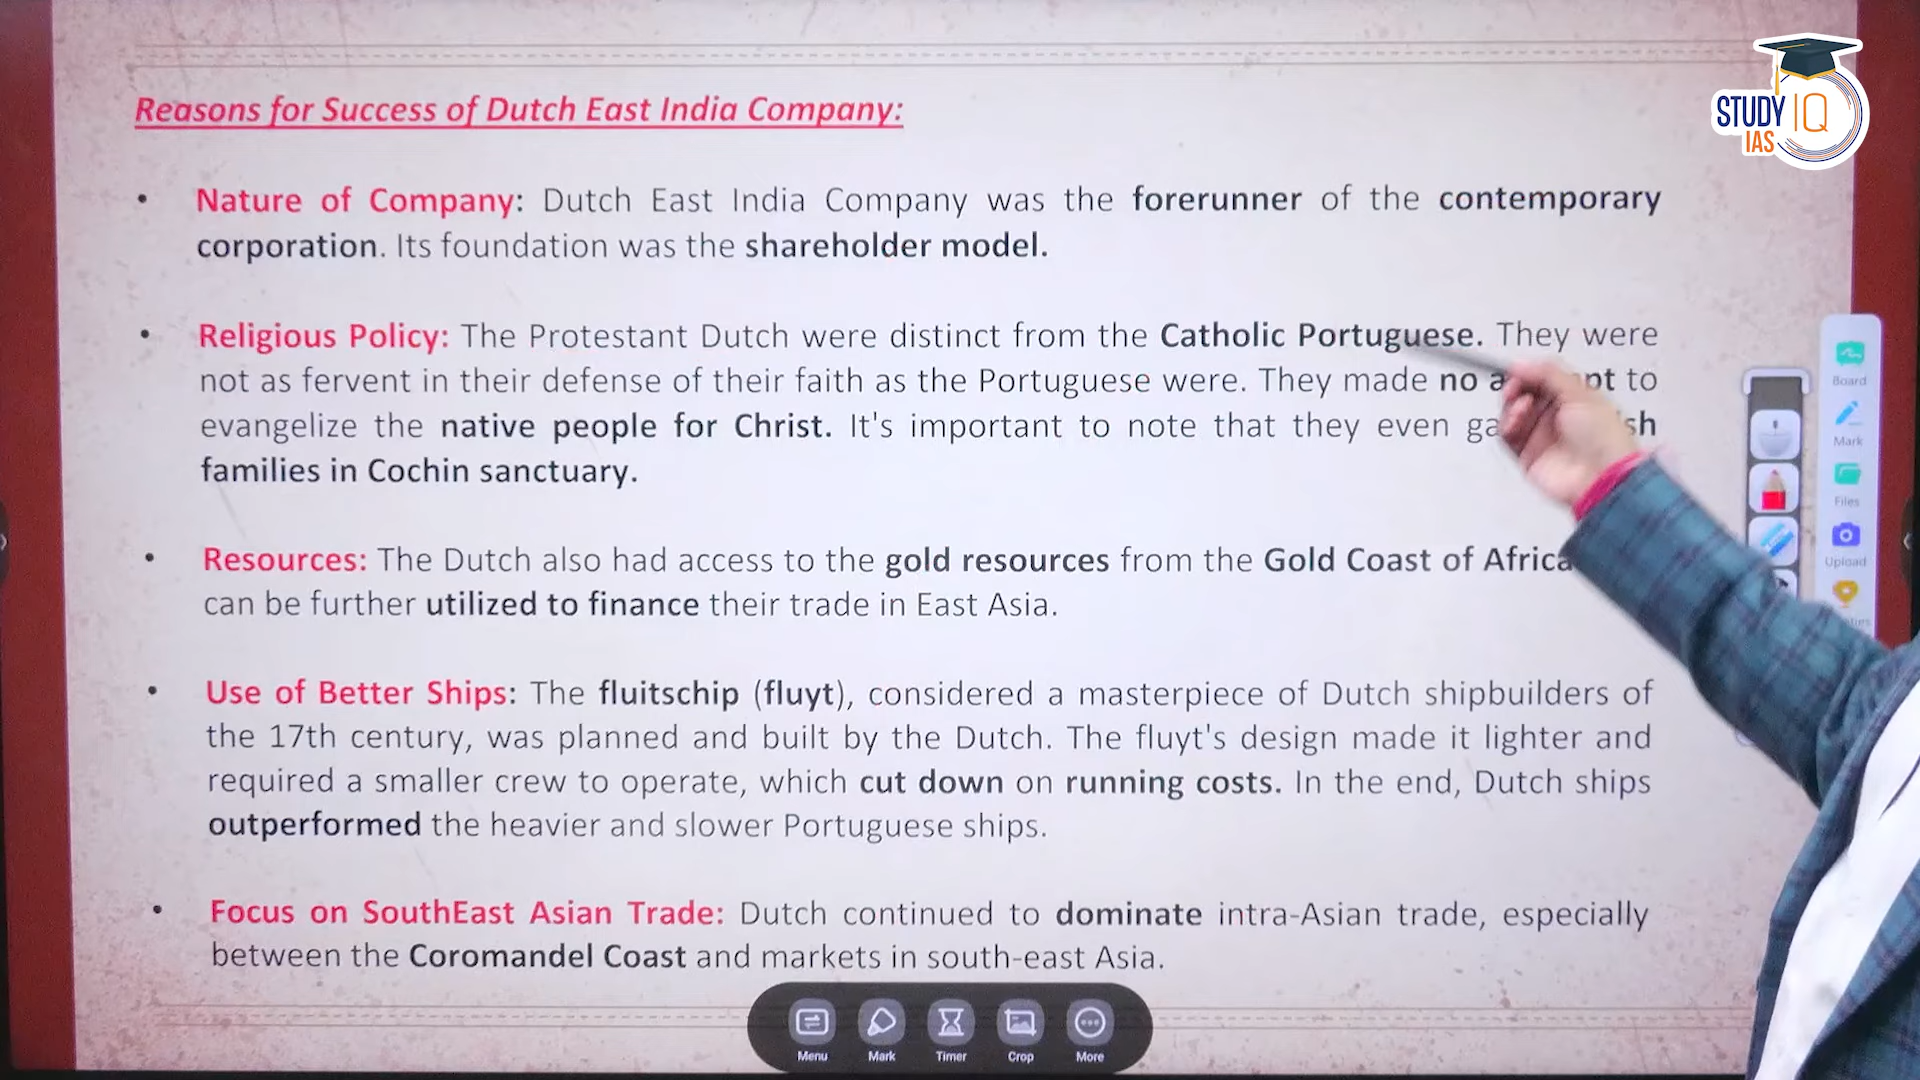 Reasons for Success of Dutch East India Company:
STUDY IQ
IAS
• Nature of Company: Dutch East India Company was the forerunner of the contemporary
corporation. Its foundation was the shareholder model.
• Religious Policy: The Protestant Dutch were distinct from the Catholic Portuguese. They were
not as fervent in their defense of their faith as the Portuguese were. They made no to
evangelize the native people for Christ. It's important to note that they even
families in Cochin sanctuary.
• Resources: The Dutch also had access to the gold resources from the Gold Coast of Africa
can be further utilized to finance their trade in East Asia.
• Use of Better Ships: The fluitschip (fluyt), considered a masterpiece of Dutch shipbuilders of
the 17th century, was planned and built by the Dutch. The fluyt's design made it lighter and
required a smaller crew to operate, which cut down on running costs. In the end, Dutch ships
outperformed the heavier and slower Portuguese ships.
• Focus on SouthEast Asian Trade: Dutch continued to dominate intra-Asian trade, especially
between the Coromandel Coast and markets in south-east Asia.
Board
Mark
Files
Upload
Menu Mark Timer Crop More